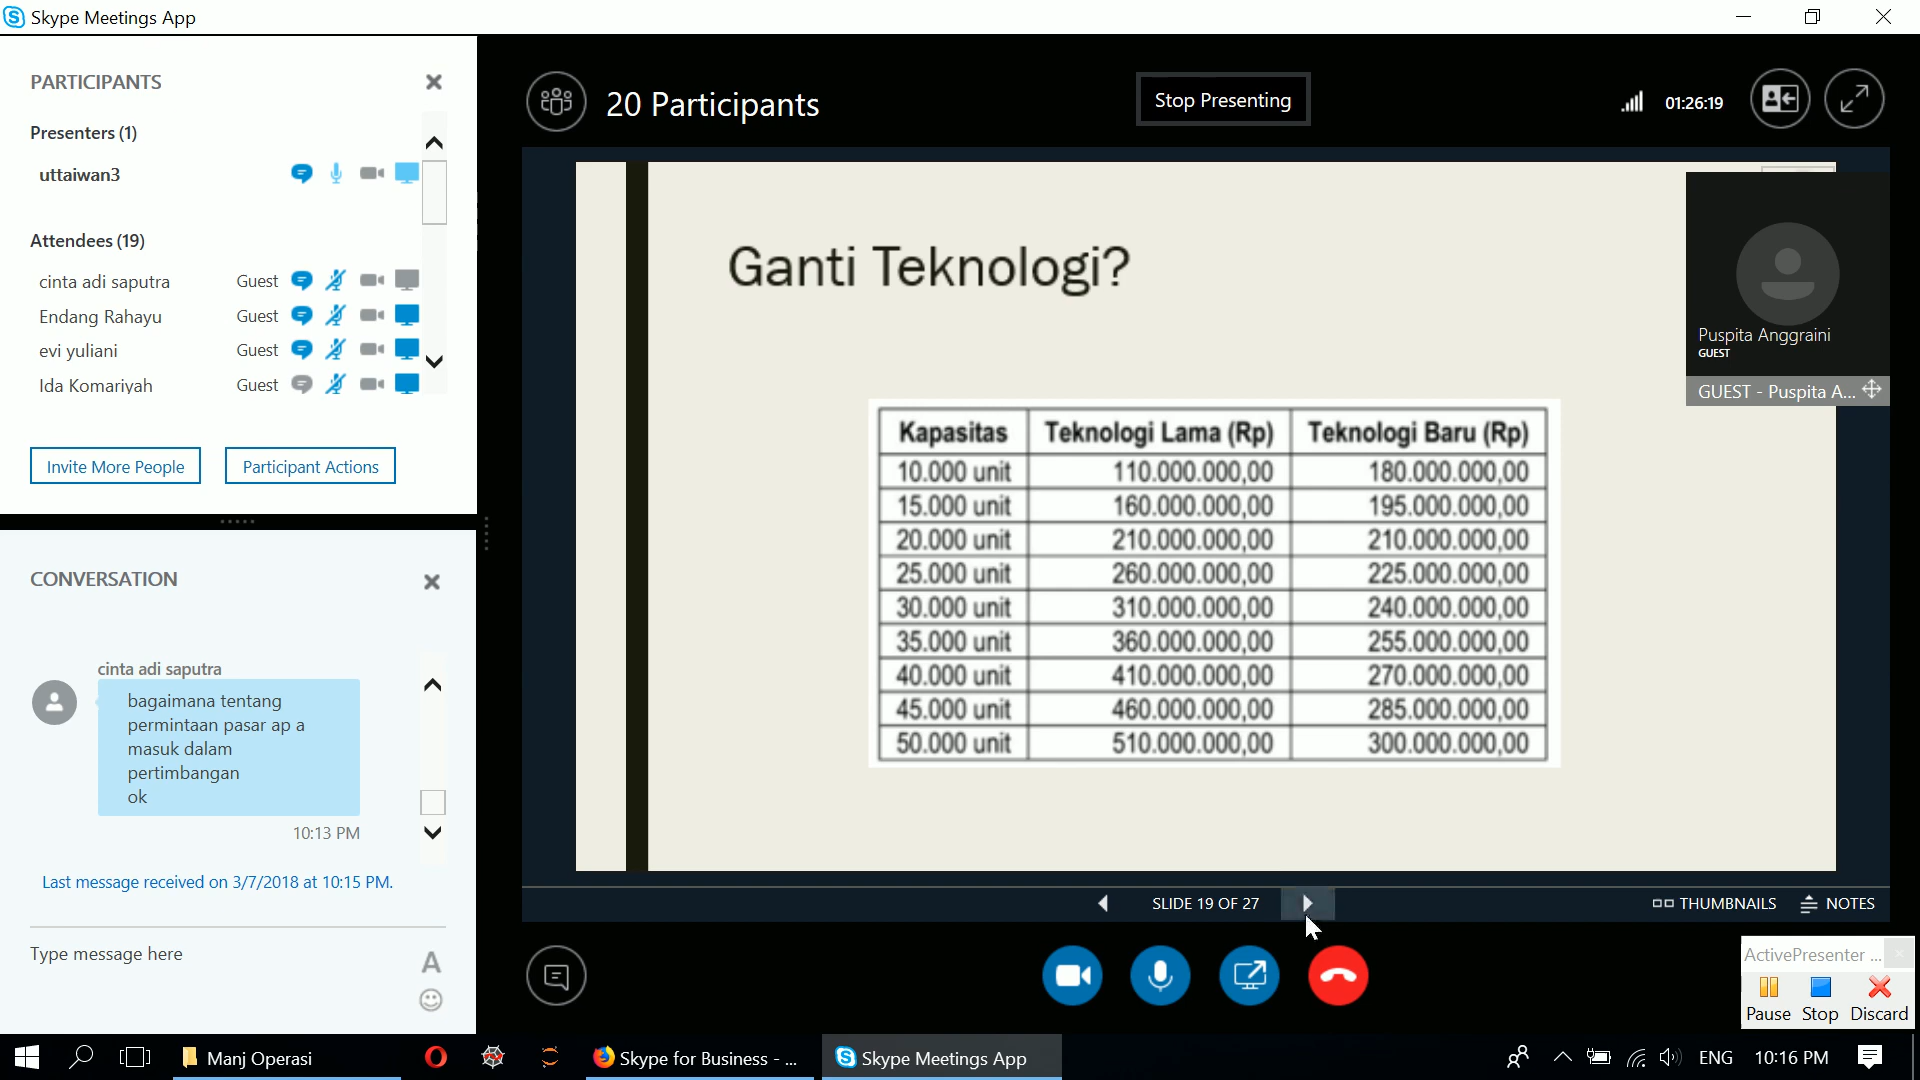 Skype Meetings App
PARTICIPANTS
Presenters (1)
uttaiwan3
Attendees (19)
cinta adi saputra Guest
Endang Rahayu Guest
evi yuliani Guest
Ida Komariyah Guest
Invite More People Participant Actions
CONVERSATION
cinta adi saputra
bagaimana tentang
permintaan pasar ap a
masuk dalam
pertimbangan
ok
10:13 PM
Last message received on 3/7/2018 at 10:15 PM.
Type message here
A
20 Participants
Stop Presenting
01:26:19
Ganti Teknologi?
Kapasitas Teknologi Lama (Rp) Teknologi Baru (Rp)
10.000 unit 110.000.000,00 180.000.000,00
15.000 unit 160.000.000,00 195.000.000,00
20.000 unit 210.000.000,00 210.000.000,00
25.000 unit 260.000.000,00 225.000.000,00
30.000 unit 310.000.000,00 240.000.000,00
35.000 unit 360.000.000,00 255.000.000,00
40.000 unit 410.000.000,00 270.000.000,00
45.000 unit 460.000.000,00 285.000.000,00
50.000 unit 510.000.000,00 300.000.000,00
Puspita Anggraini
GUEST
GUEST - Puspita A...
SLIDE 19 OF 27
THUMBNAILS NOTES
ActivePresenter ...
Pause Stop Discard
Manj Operasi Skype for Business - ... Skype Meetings App ENG 10:16 PM